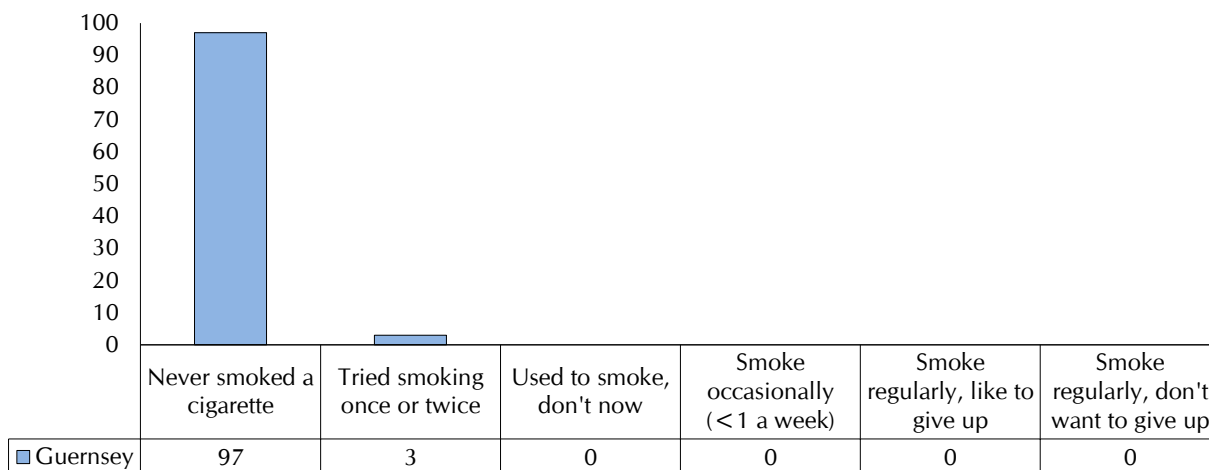 100
90
80
70
60
50
40
30
20
10
0
Never smoked a
cigarette
Tried smoking
once or twice
Used to smoke,
don't now
Smoke
occasionally
(<1 a week)
Smoke
regularly, like to
give up
Smoke
regularly, don't
want to give up
Guernsey 97 3 0 0 0 0